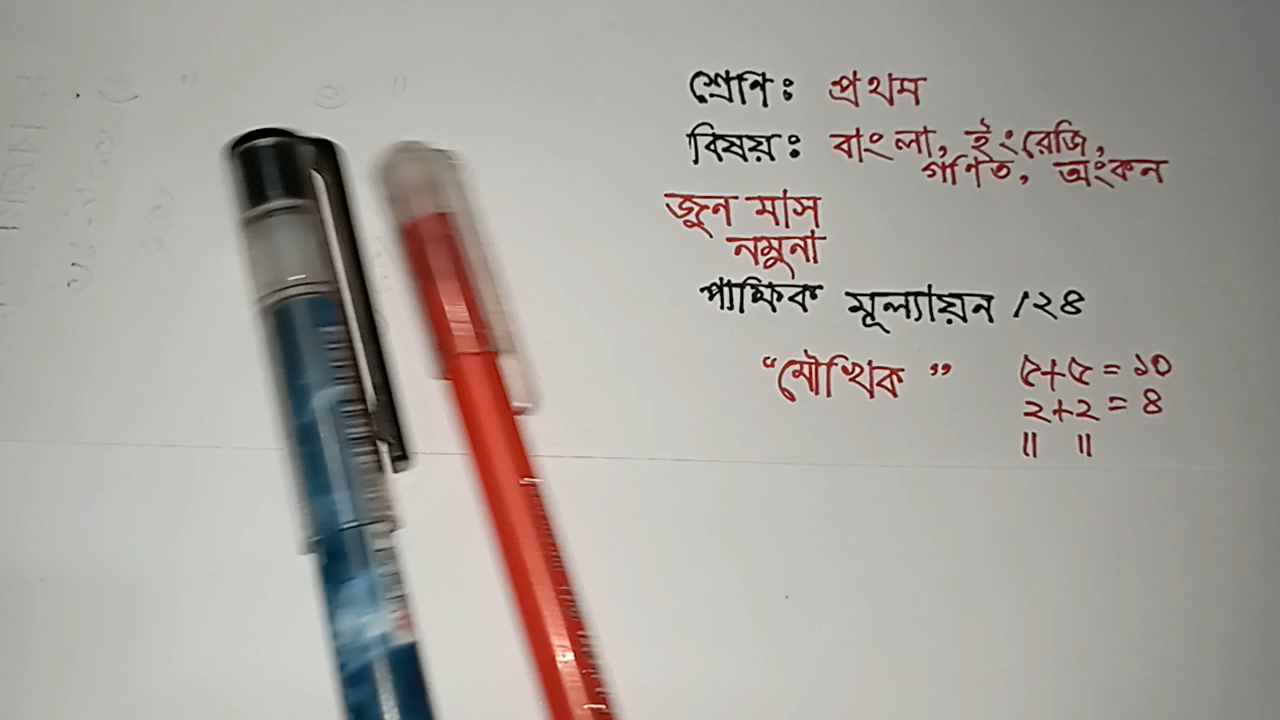 শ্রেণি: প্রথম
বিষয়: বাংলা, ইংরেজি,
গণিত, অংকন
জুন মাস
নমুনা
পাক্ষিক মূল্যায়ন /২৪
"মৌখিক"
৫+৫=১০
২+২=৪
" "